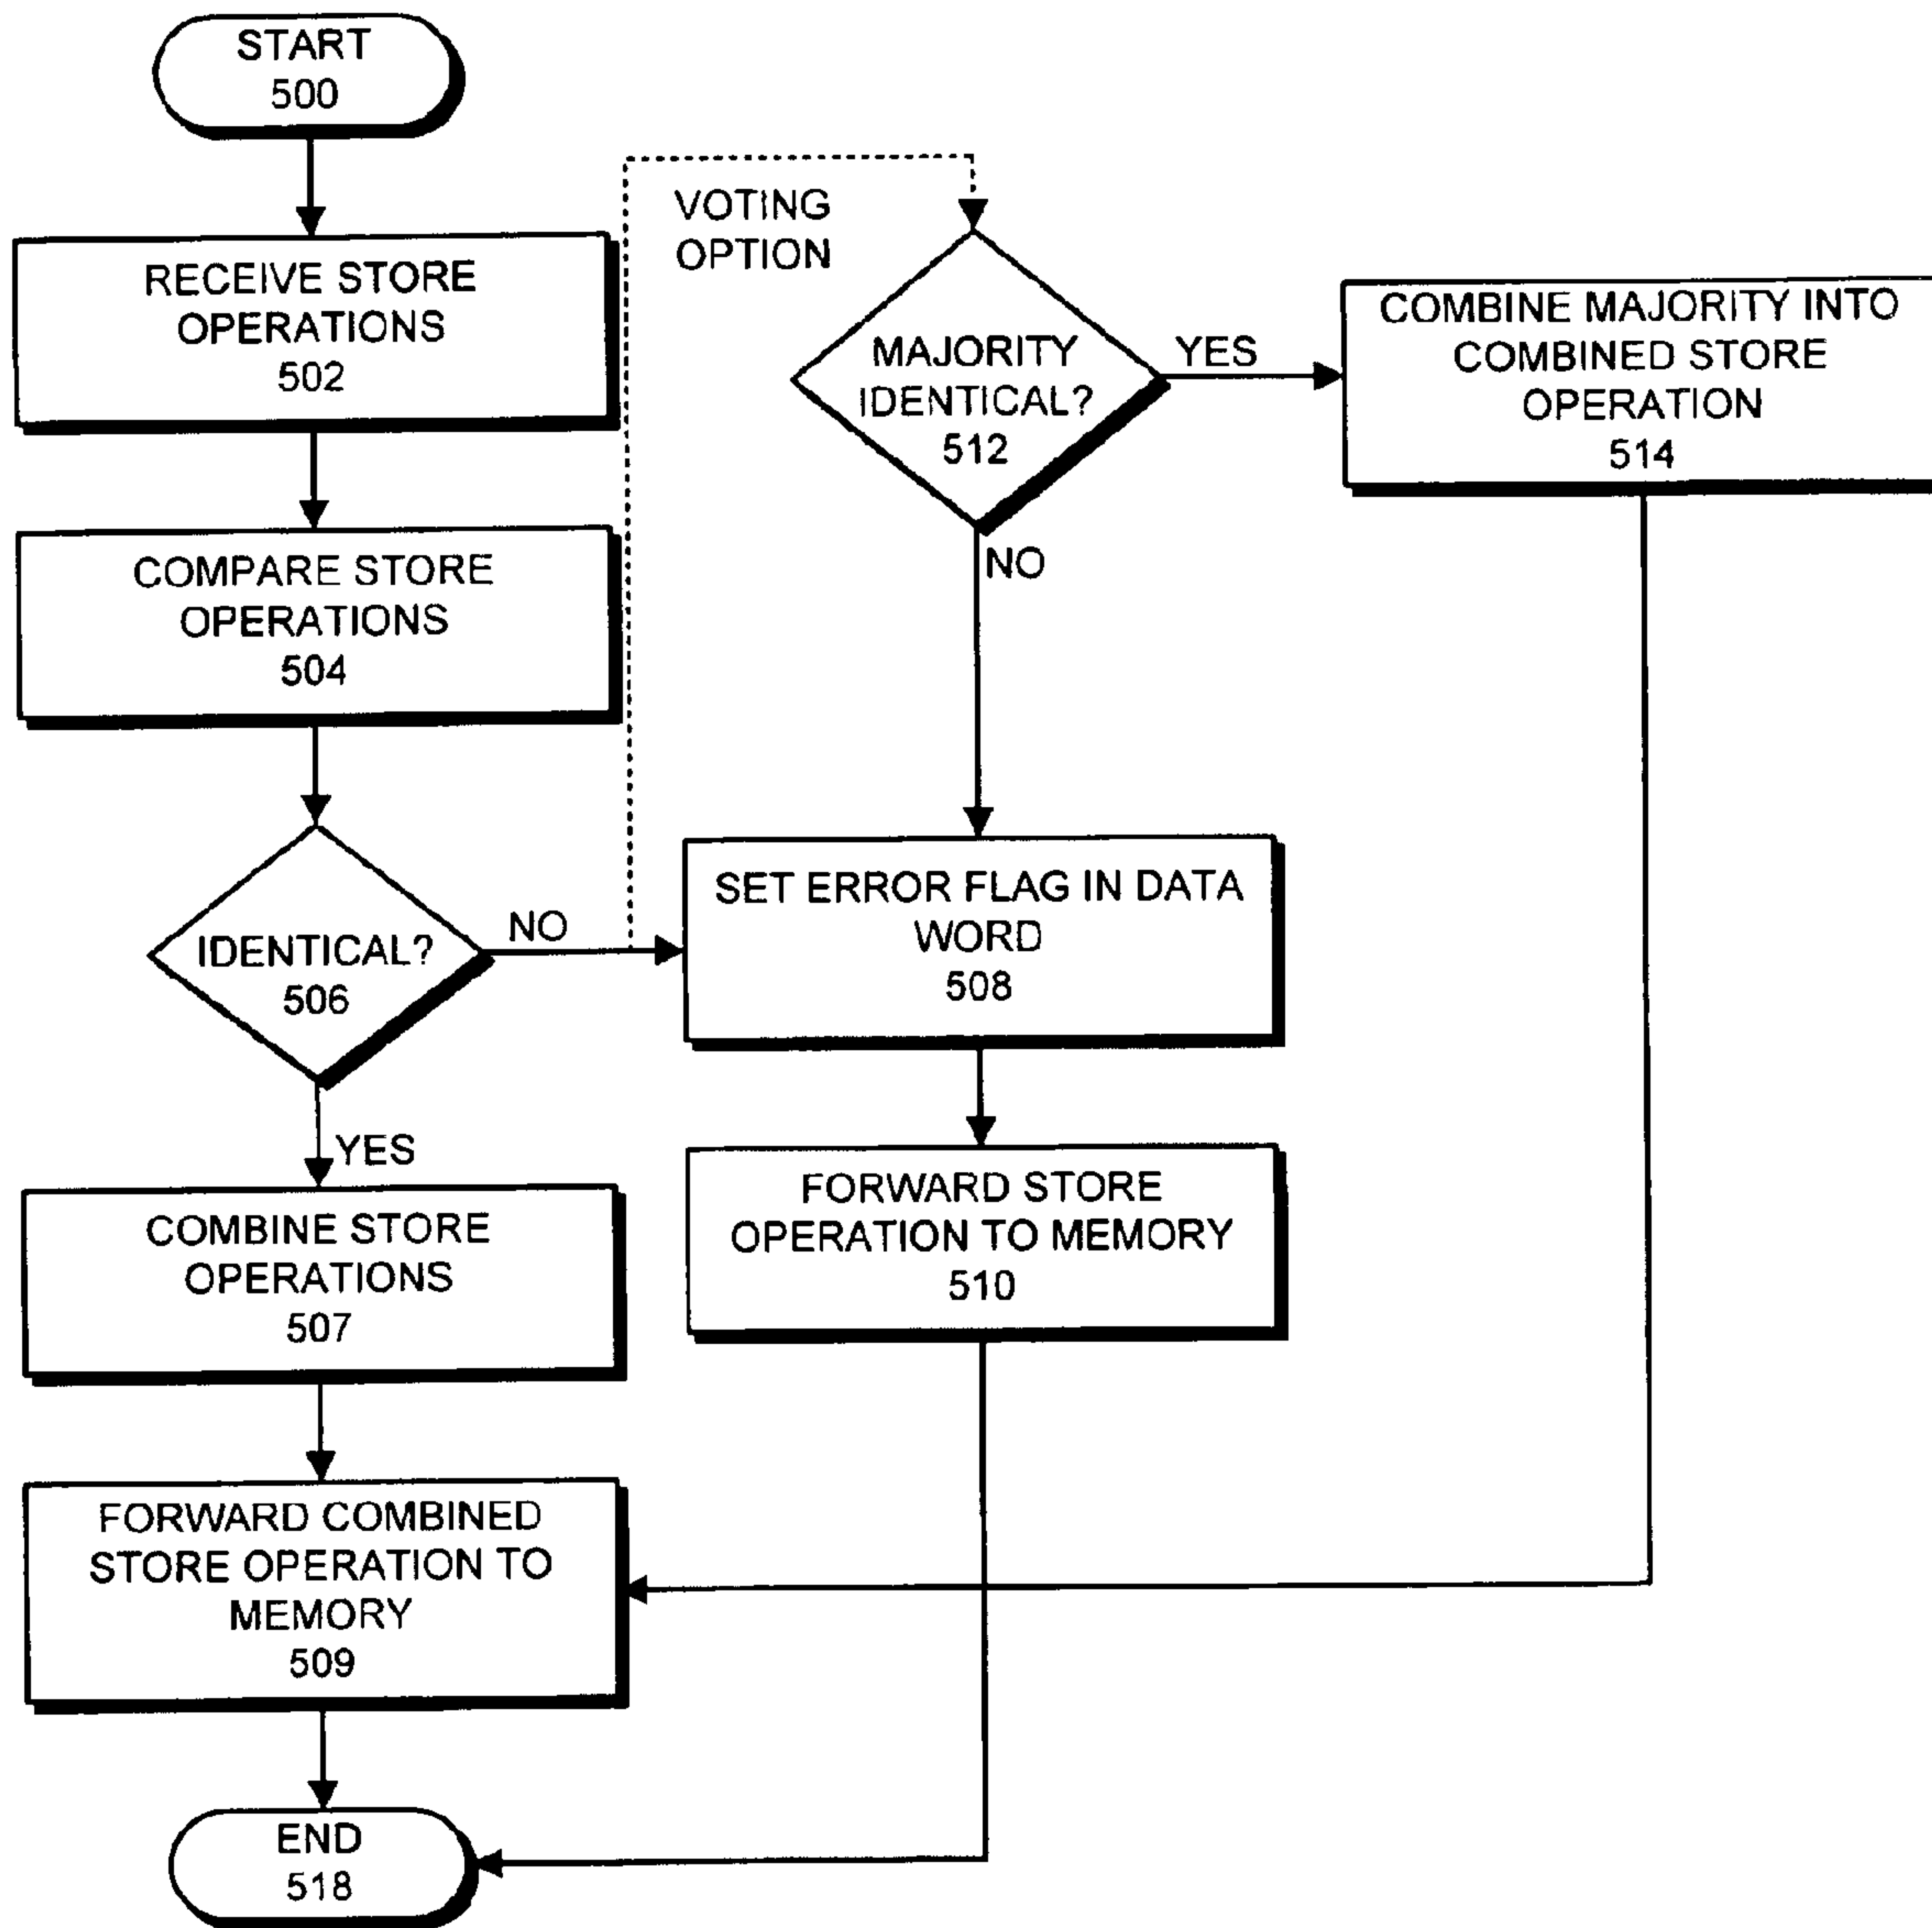 START
500
RECEIVE STORE
OPERATIONS
502
COMPARE STORE
OPERATIONS
504
IDENTICAL?
506
NO
YES
COMBINE STORE
OPERATIONS
507
FORWARD COMBINED
STORE OPERATION TO
MEMORY
509
END
518
VOTING
OPTION
MAJORITY
IDENTICAL?
512
YES
NO
COMBINE MAJORITY INTO
COMBINED STORE
OPERATION
514
SET ERROR FLAG IN DATA
WORD
508
FORWARD STORE
OPERATION TO MEMORY
510